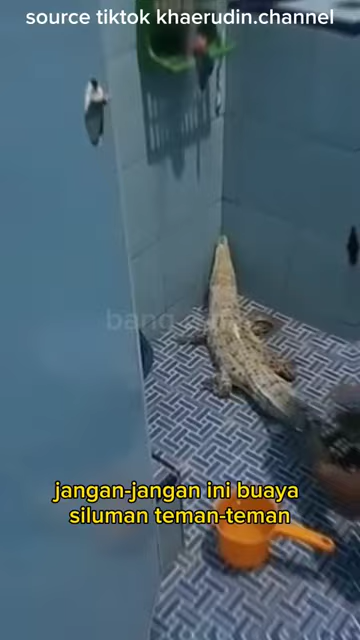 source tiktok khaerudin.channel
jangan-jangan ini buaya
siluman teman-teman